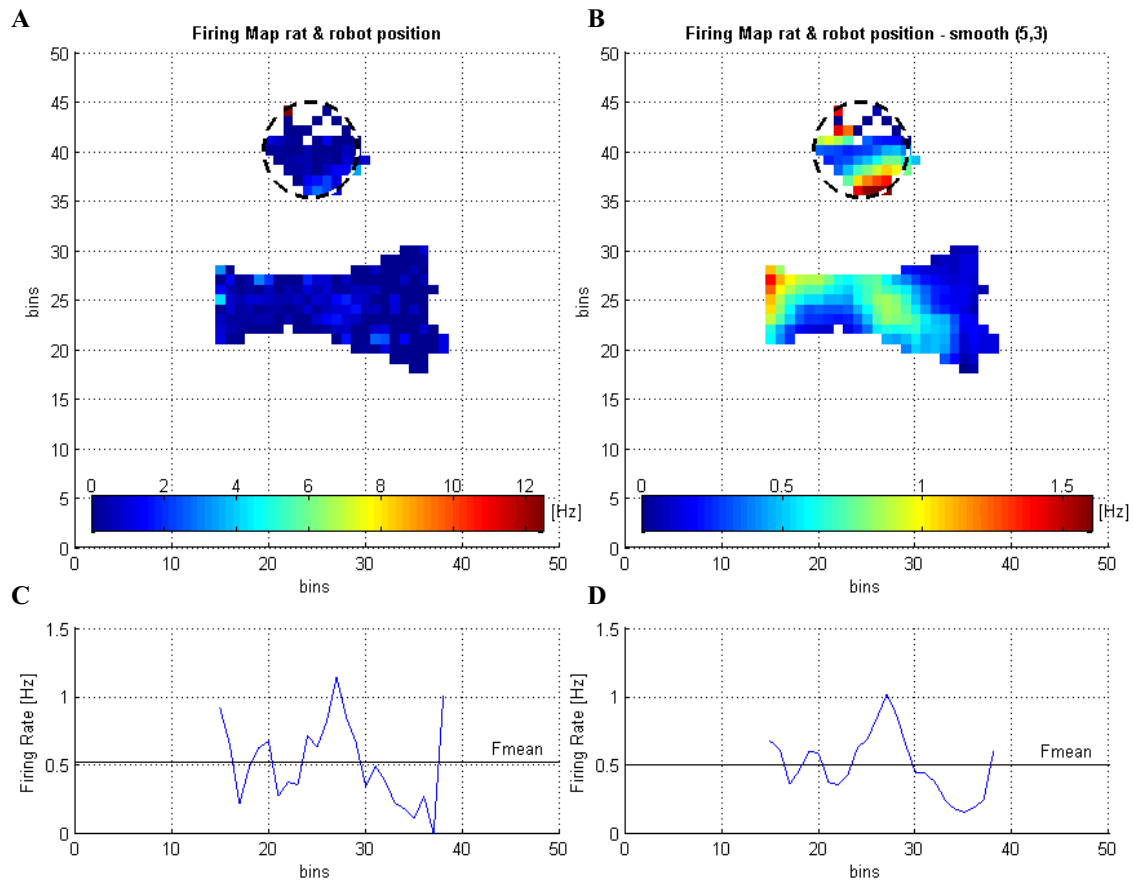 A
B
Firing Map rat & robot position
Firing Map rat & robot position - smooth (5,3)
50
45
40
35
30
25
20
15
10
5
0
bins
0 2 4 6 8 10 12
[Hz]
0 10 20 30 40 50
bins
50
45
40
35
30
25
20
15
10
5
0
bins
0 0.5 1 1.5
[Hz]
0 10 20 30 40 50
bins
C
D
1.5
1
0.5
0
Firing Rate [Hz]
Fmean
0 10 20 30 40 50
bins
1.5
1
0.5
0
Firing Rate [Hz]
Fmean
0 10 20 30 40 50
bins